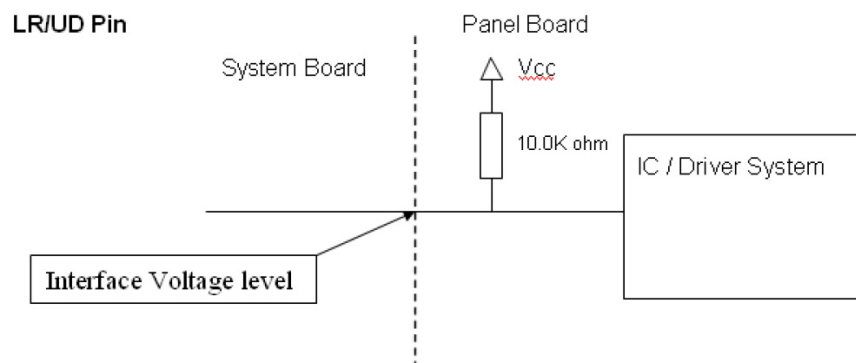 LR/UD Pin
Panel Board
System Board
Vcc
10.0K ohm
IC / Driver System
Interface Voltage level